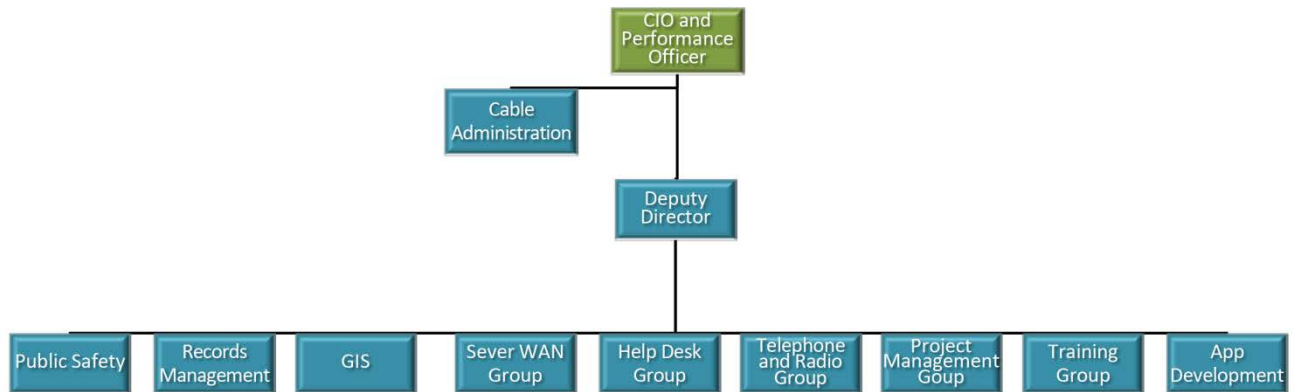 CIO and
Performance
Officer
Cable
Administration
Deputy
Director
Public Safety
Records
Management
GIS
Sever WAN
Group
Help Desk
Group
Telephone
and Radio
Group
Project
Management
Goup
Training
Group
App
Development